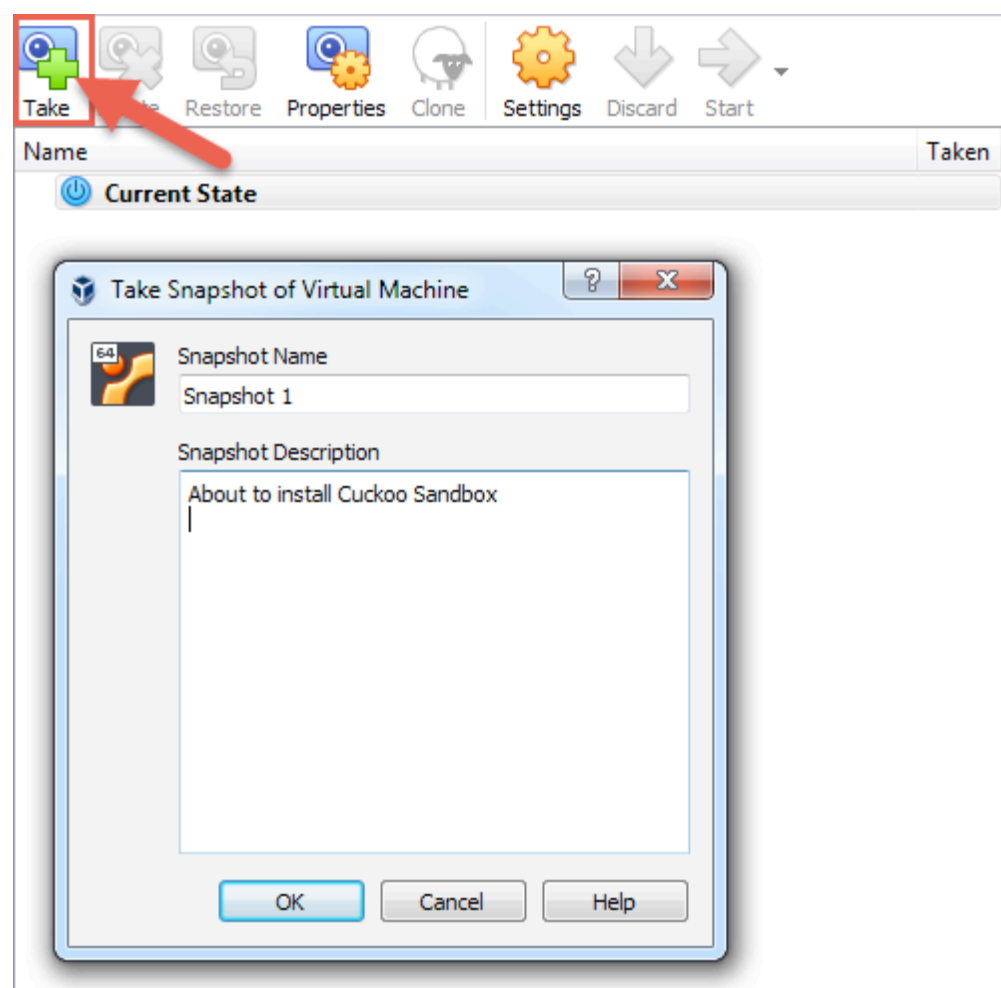 Take Restore Properties Clone Settings Discard Start
Name Taken
Current State
Take Snapshot of Virtual Machine
64
Snapshot Name
Snapshot 1
Snapshot Description
About to install Cuckoo Sandbox
OK Cancel Help